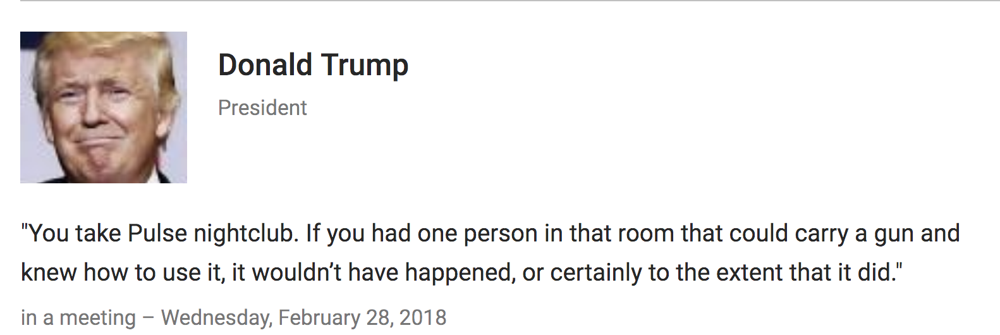 Donald Trump
President
"You take Pulse nightclub. If you had one person in that room that could carry a gun and
knew how to use it, it wouldn’t have happened, or certainly to the extent that it did."
in a meeting – Wednesday, February 28, 2018